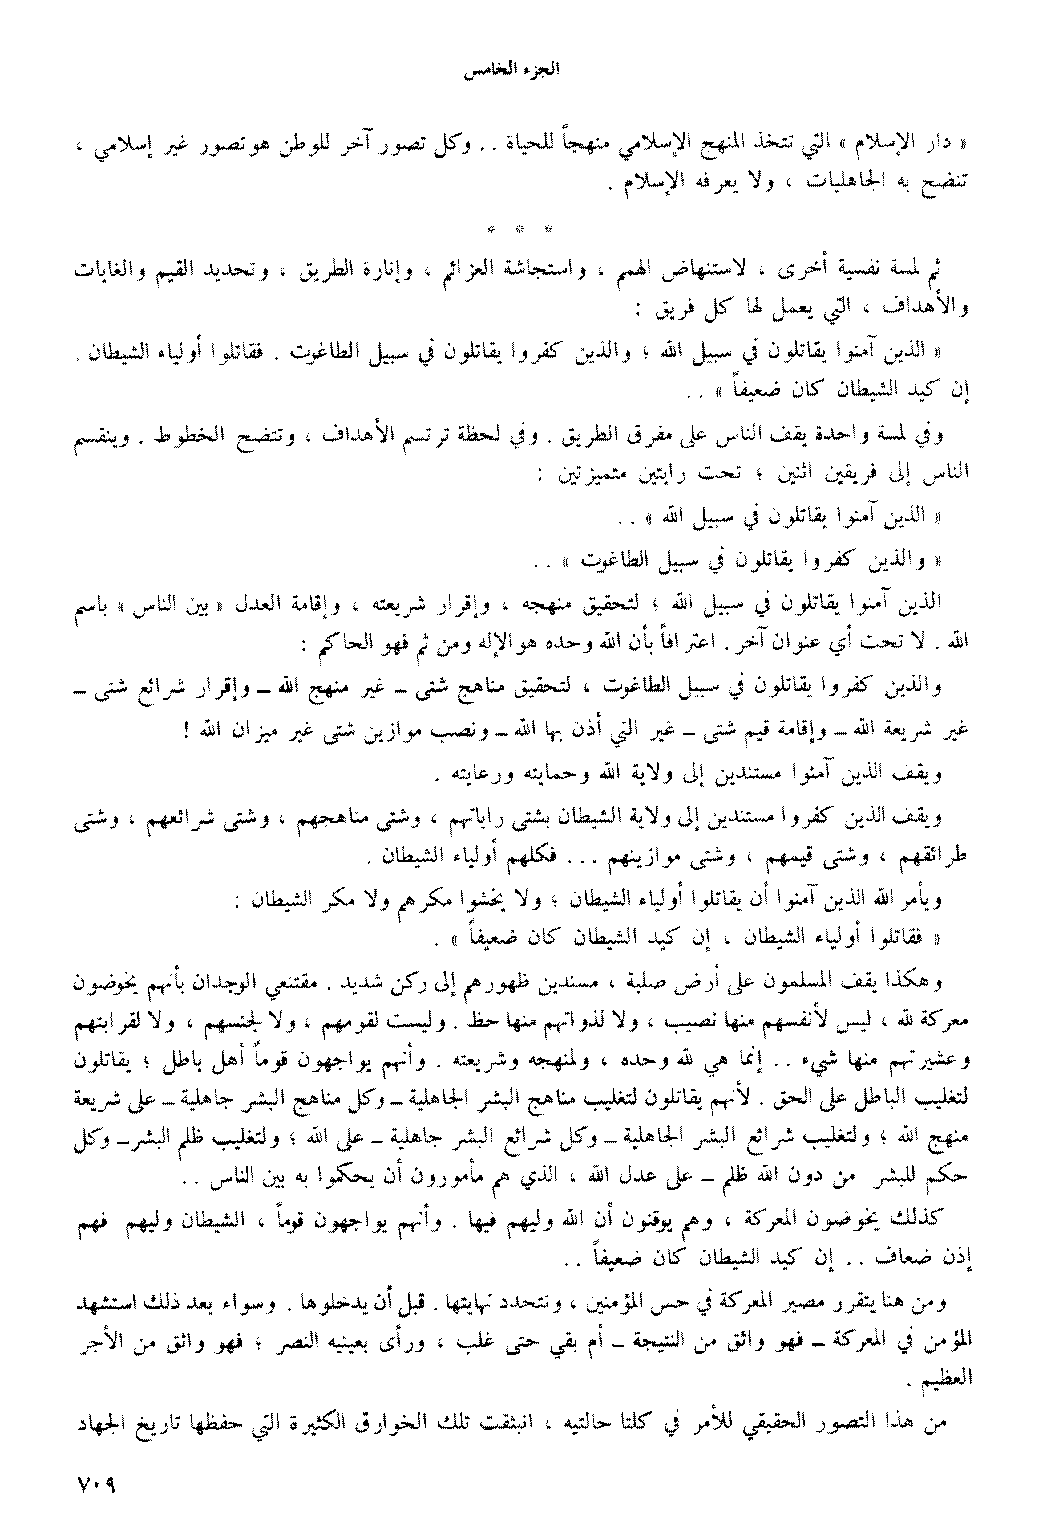 الجزء الخامس
« دار الإسلام » التي تتخذ المنهج الإسلامي منهجاً للحياة . . وكل تصور آخر للوطن هو تصور غير إسلامي ،
تنضح به الجاهليات ، ولا يعرفه الإسلام .
* * *
ثم لمسة نفسية أخرى ، لاستنهاض الهمم ، واستجاشة العزائم ، وإنارة الطريق ، وتحديد القيم والغايات
والأهداف ، التي يعمل لها كل فريق :
« الذين آمنوا يقاتلون في سبيل الله ؛ والذين كفروا يقاتلون في سبيل الطاغوت . فقاتلوا أولياء الشيطان .
إن كيد الشيطان كان ضعيفاً » . .
وفي لمسة واحدة يقف الناس على مفرق الطريق . وفي لحظة ترتسم الأهداف ، وتتضح الخطوط . وينقسم
الناس إلى فريقين اثنين ؛ تحت رايتين متميزتين :
« الذين آمنوا يقاتلون في سبيل الله » . .
« والذين كفروا يقاتلون في سبيل الطاغوت » . .
الذين آمنوا يقاتلون في سبيل الله ؛ لتحقيق منهجه ، وإقرار شريعته ، وإقامة العدل « بين الناس » باسم
الله . لا تحت أي عنوان آخر . اعترافاً بأن الله وحده هو الإله ومن ثم فهو الحاكم :
والذين كفروا يقاتلون في سبيل الطاغوت ، لتحقيق مناهج شتى – غير منهج الله – وإقرار شرائع شتى –
غير شريعة الله – وإقامة قيم شتى – غير التي أذن بها الله – ونصب موازين شتى غير ميزان الله !
ويقف الذين آمنوا مستندين إلى ولاية الله وحمايته ورعايته .
ويقف الذين كفروا مستندين إلى ولاية الشيطان بشتى راياتهم ، وشتى مناهجهم ، وشتى شرائعهم ، وشتى
طرائقهم ، وشتى قيمهم ، وشتى موازينهم ... فكلهم أولياء الشيطان .
ويأمر الله الذين آمنوا أن يقاتلوا أولياء الشيطان ؛ ولا يخشوا مكرهم ولا مكر الشيطان :
« فقاتلوا أولياء الشيطان ، إن كيد الشيطان كان ضعيفاً » .
وهكذا يقف المسلمون على أرض صلبة ، مسندين ظهورهم إلى ركن شديد . مقتنعي الوجدان بأنهم يخوضون
معركة لله ، ليس لأنفسهم منها نصيب ، ولا لذواتهم منها حظ . وليست لقومهم ، ولا لجنسهم ، ولا لقرابتهم
وعشيرتهم منها شيء . . إنما هي لله وحده ، ولمنهجه وشريعته . وأنهم يواجهون قوماً أهل باطل ؛ يقاتلون
لتغليب الباطل على الحق . لأنهم يقاتلون لتغليب مناهج البشر الجاهلية – وكل مناهج البشر جاهلية – على شريعة
منهج الله ؛ ولتغليب شرائع البشر الجاهلية – وكل شرائع البشر جاهلية – على الله ؛ ولتغليب ظلم البشر – وكل
حكم للبشر من دون الله ظلم – على عدل الله ، الذي هم مأمورون أن يحكموا به بين الناس . .
كذلك يخوضون المعركة ، وهم يوقنون أن الله وليهم فيها . وأنهم يواجهون قوماً ، الشيطان وليهم فهم
إذن ضعاف . . إن كيد الشيطان كان ضعيفاً . .
ومن هنا يتقرر مصير المعركة في حس المؤمنين ، وتتحدد نهايتها . قبل أن يدخلوها . وسواء بعد ذلك استشهد
المؤمن في المعركة – فهو واثق من النتيجة – أم بقي حتى غلب ، ورأى بعينيه النصر ؛ فهو واثق من الأجر
العظيم .
من هذا التصور الحقيقي للأمر في كلتا حالتيه ، انبثقت تلك الخوارق الكثيرة التي حفظها تاريخ الجهاد
٧٠٩